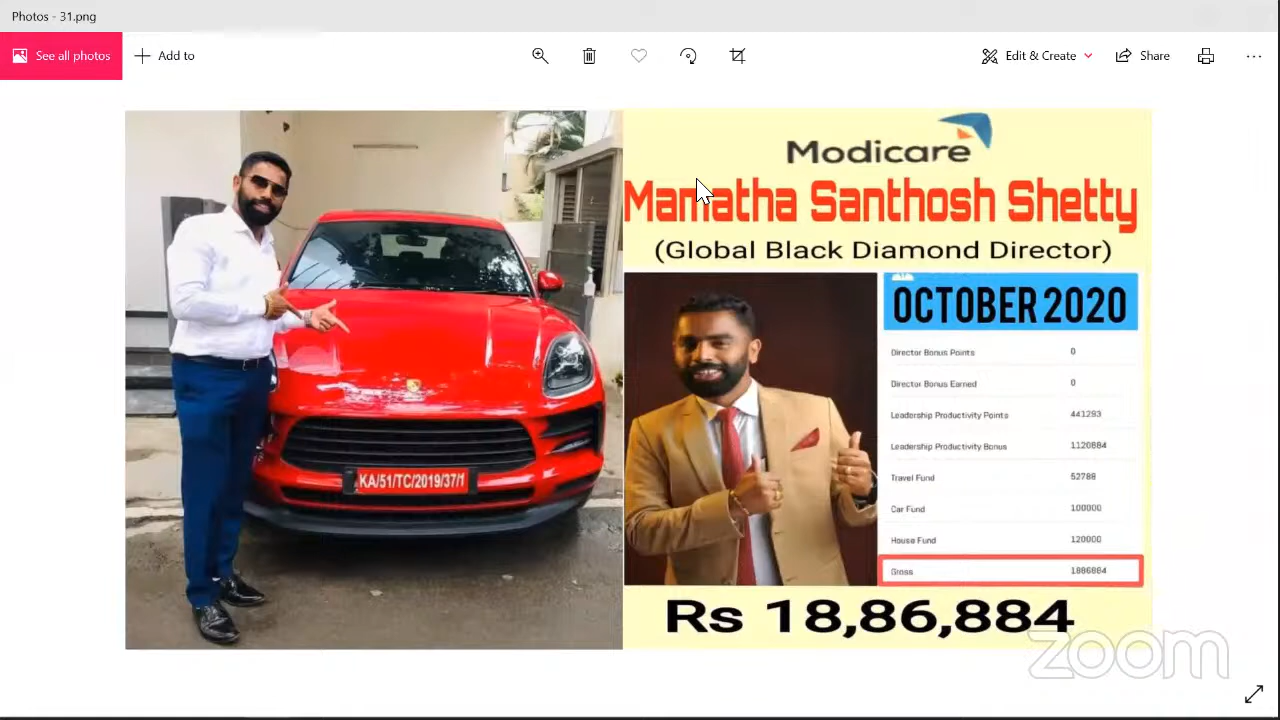 Photos - 31.png
See all photos
Add to
Edit & Create
Share
Modicare
Mamatha Santhosh Shetty
(Global Black Diamond Director)
OCTOBER 2020
Director Bonus Points 0
Director Bonus Earned 0
Leadership Productivity Points 441293
Leadership Productivity Bonus 1120884
Travel Fund 52788
Car Fund 100000
House Fund 120000
Gross 1886884
Rs 18,86,884
KA/51/TC/2019/37/1
zoom